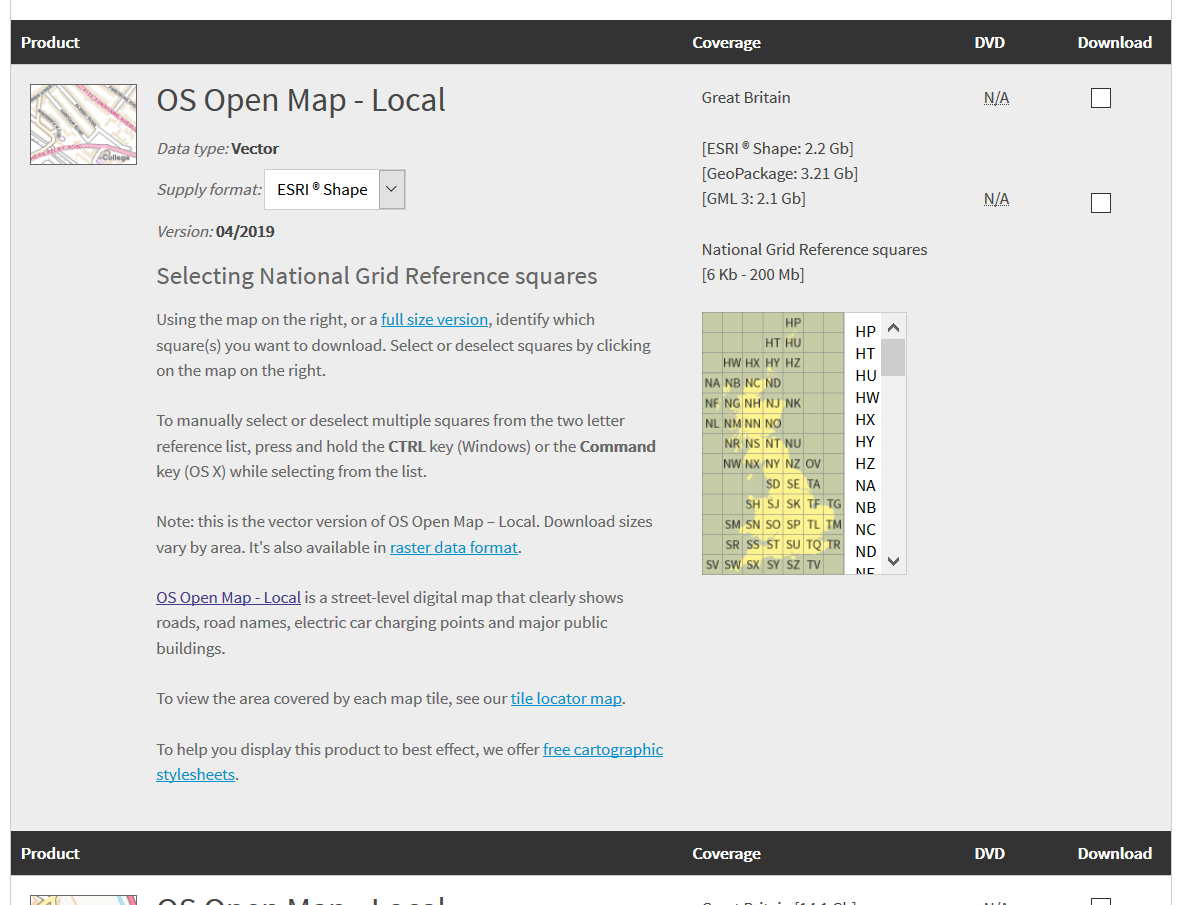 Product Coverage DVD Download
College
OS Open Map - Local
Data type: Vector
Supply format: ESRI ® Shape
Version: 04/2019
Selecting National Grid Reference squares
Using the map on the right, or a full size version, identify which
square(s) you want to download. Select or deselect squares by clicking
on the map on the right.
To manually select or deselect multiple squares from the two letter
reference list, press and hold the CTRL key (Windows) or the Command
key (OS X) while selecting from the list.
Note: this is the vector version of OS Open Map – Local. Download sizes
vary by area. It's also available in raster data format.
OS Open Map - Local is a street-level digital map that clearly shows
roads, road names, electric car charging points and major public
buildings.
To view the area covered by each map tile, see our tile locator map.
To help you display this product to best effect, we offer free cartographic
stylesheets.
Great Britain
N/A
[ESRI ® Shape: 2.2 Gb]
[GeoPackage: 3.21 Gb]
[GML 3: 2.1 Gb]
N/A
National Grid Reference squares
[6 Kb - 200 Mb]
HP
HT HU
HW HX HY HZ
NA NB NC ND
NF NG NH NJ NK
NL NM NN NO
NR NS NT NU
NW NX NY NZ OV
SD SE TA
SH SJ SK TF TG
SM SN SO SP TL TM
SR SS ST SU TQ TR
SV SW SX SY SZ TV
HP
HT
HU
HW
HX
HY
HZ
NA
NB
NC
ND
NF
Product Coverage DVD Download
OS Open Map - Local